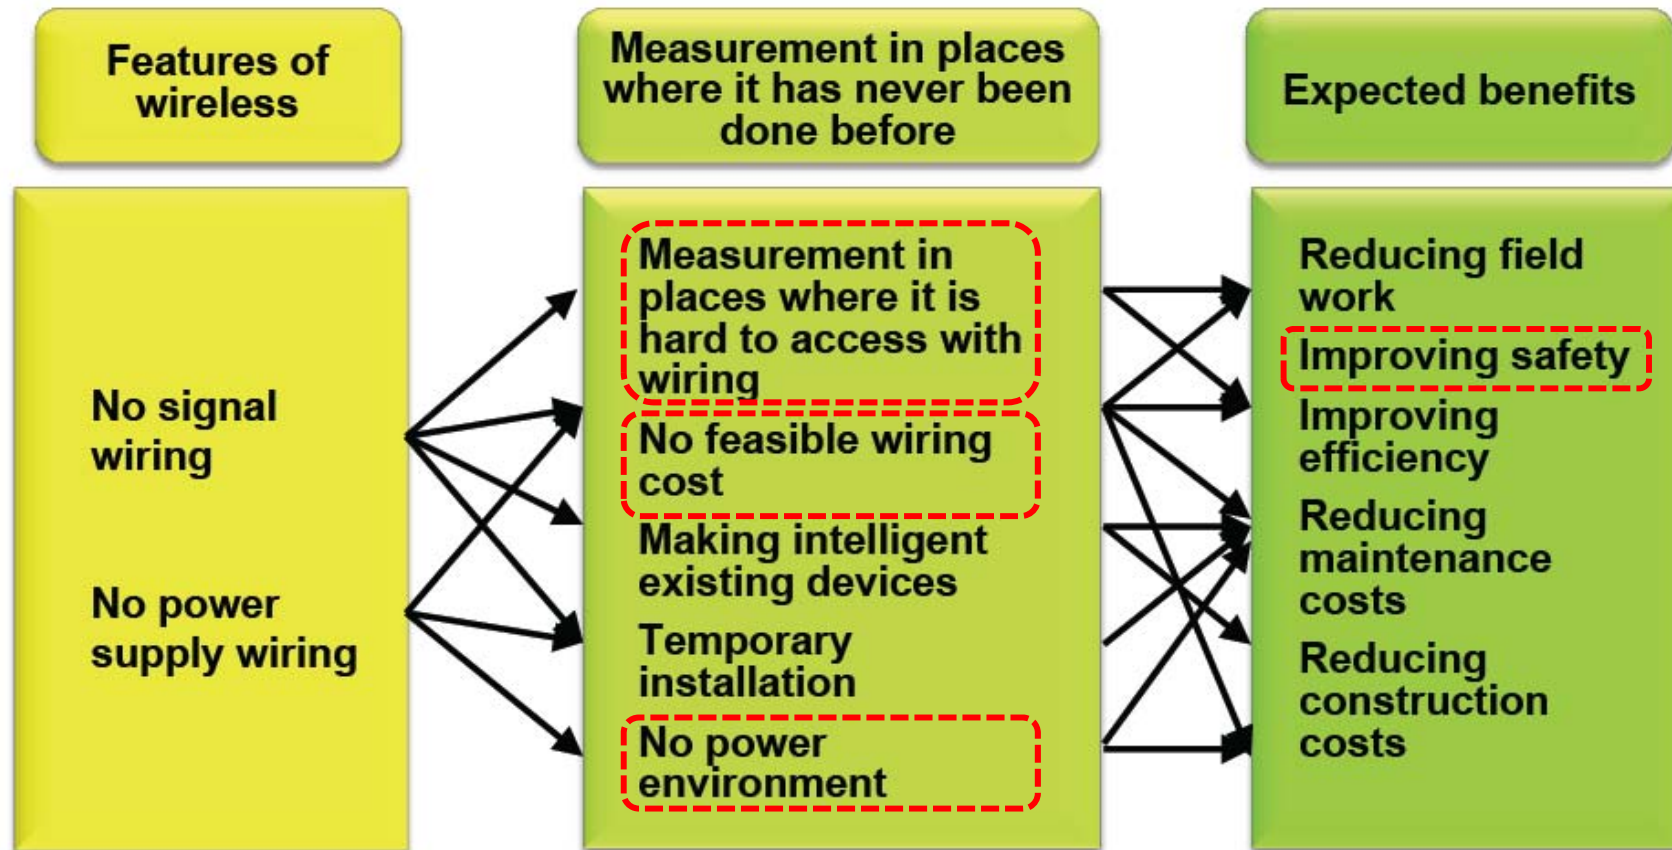 Features of
wireless
Measurement in places
where it has never been
done before
Expected benefits
No signal
wiring
No power
supply wiring
Measurement in
places where it is
hard to access with
wiring
No feasible wiring
cost
Making intelligent
existing devices
Temporary
installation
No power
environment
Reducing field
work
Improving safety
Improving
efficiency
Reducing
maintenance
costs
Reducing
construction
costs